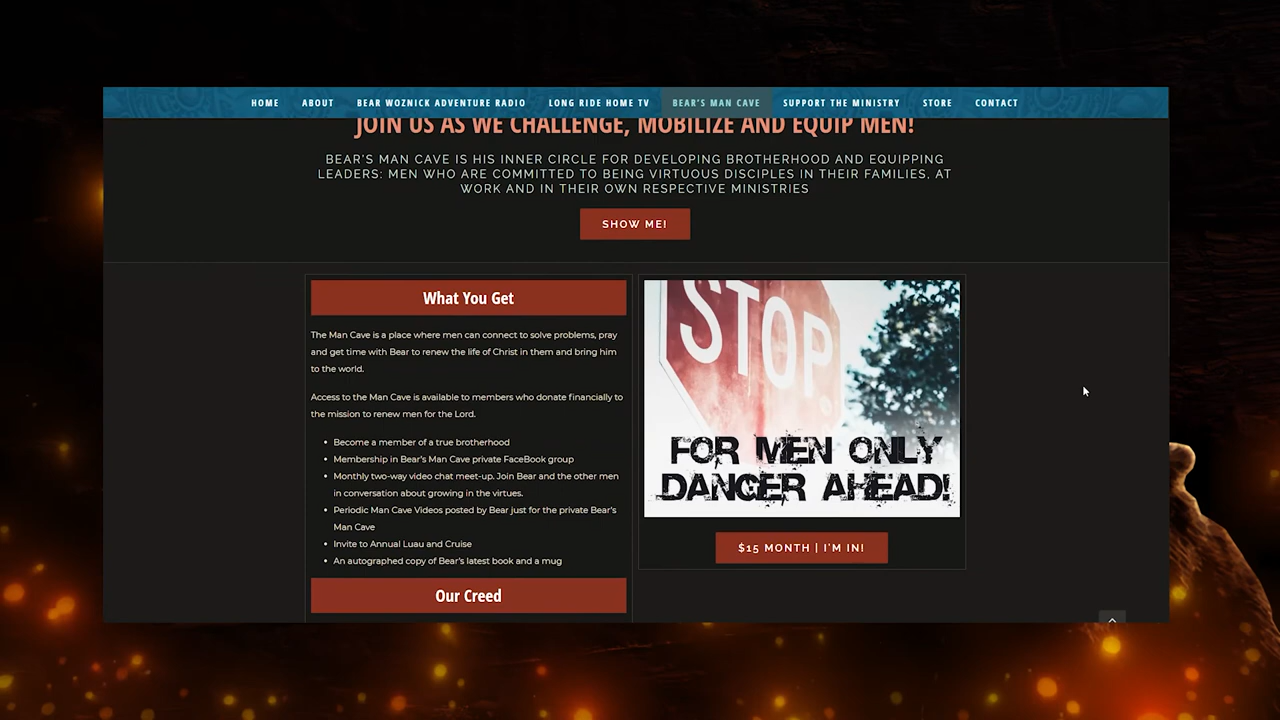 HOME ABOUT BEAR WOZNICK ADVENTURE RADIO LONG RIDE HOME TV BEAR'S MAN CAVE SUPPORT THE MINISTRY STORE CONTACT
JOIN US AS WE CHALLENGE, MOBILIZE AND EQUIP MEN!
BEAR'S MAN CAVE IS HIS INNER CIRCLE FOR DEVELOPING BROTHERHOOD AND EQUIPPING
LEADERS: MEN WHO ARE COMMITTED TO BEING VIRTUOUS DISCIPLES IN THEIR FAMILIES, AT
WORK AND IN THEIR OWN RESPECTIVE MINISTRIES
SHOW ME!
What You Get
The Man Cave is a place where men can connect to solve problems, pray
and get time with Bear to renew the life of Christ in them and bring him
to the world.
Access to the Man Cave is available to members who donate financially to
the mission to renew men for the Lord.
• Become a member of a true brotherhood
• Membership in Bear's Man Cave private FaceBook group
• Monthly two-way video chat meet-up. Join Bear and the other men
in conversation about growing in the virtues.
• Periodic Man Cave Videos posted by Bear just for the private Bear's
Man Cave
• Invite to Annual Luau and Cruise
• An autographed copy of Bear's latest book and a mug
Our Creed
STOP
FOR MEN ONLY
DANGER AHEAD!
$15 MONTH | I'M IN!